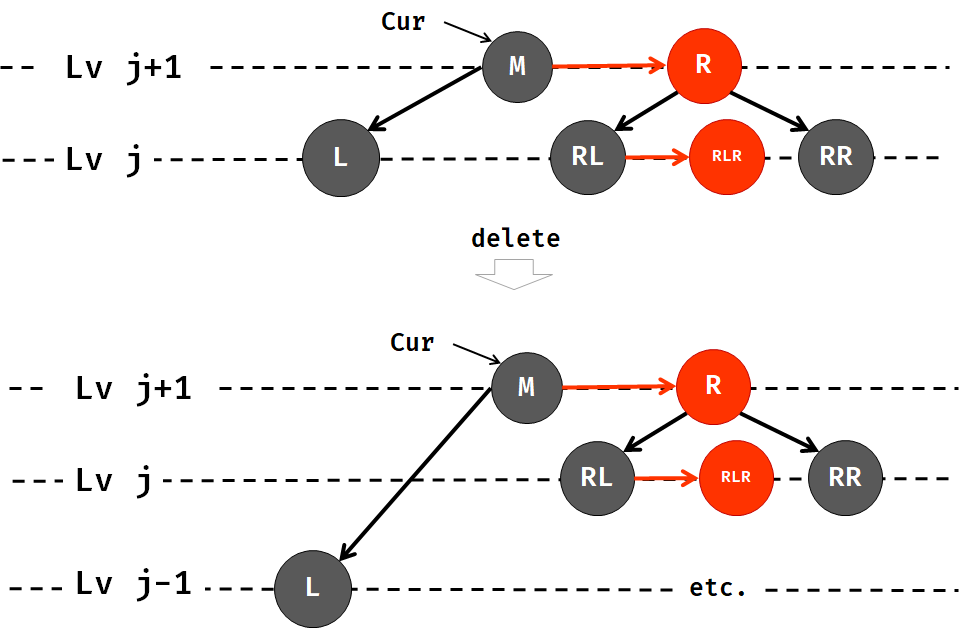 Cur
Lv j+1 M R
Lv j L RL RLR RR
delete
Cur
Lv j+1 M R
Lv j RL RLR RR
Lv j-1 L etc.